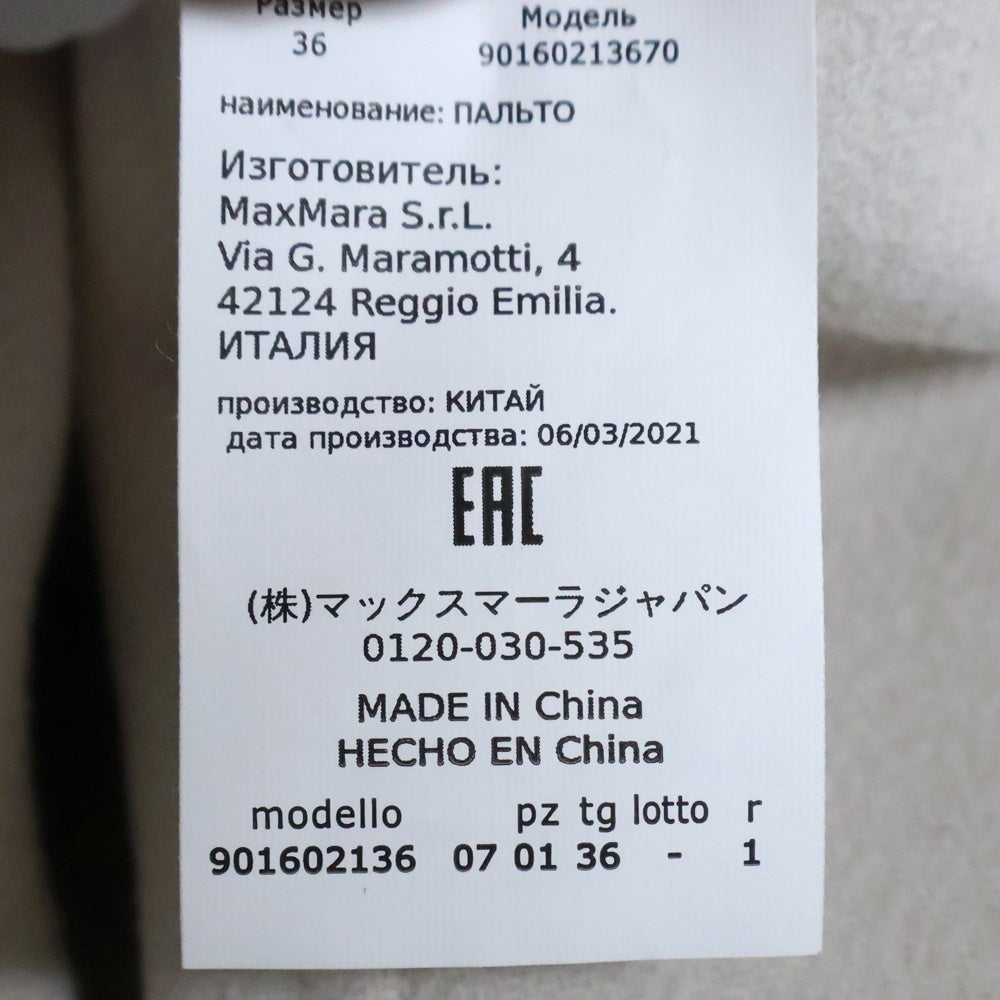 Размер Модель
36 90160213670
наименование: ПАЛЬТО
Изготовитель:
MaxMara S.r.L.
Via G. Maramotti, 4
42124 Reggio Emilia.
ИТАЛИЯ
производство: КИТАЙ
дата производства: 06/03/2021
EAC
(株)マックスマーラジャパン
0120-030-535
MADE IN China
HECHO EN China
modello pz tg lotto r
901602136 07 01 36 - 1